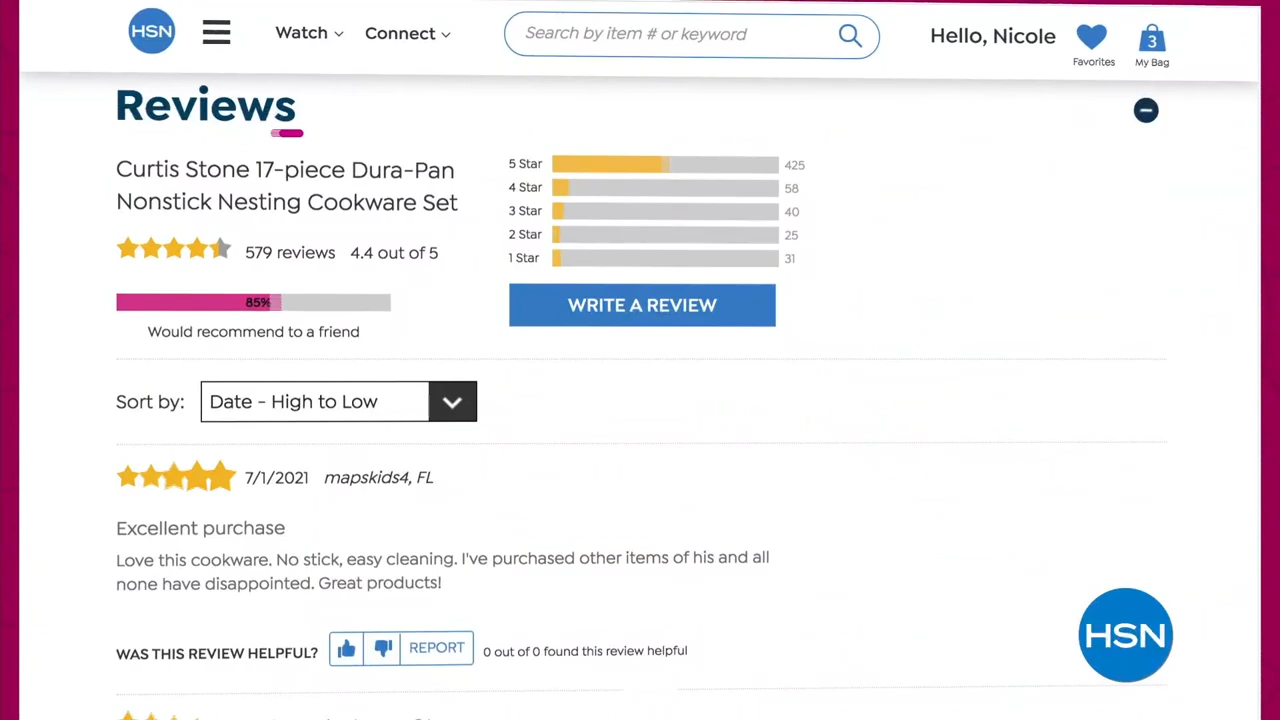 HSN
Watch
Connect
Search by item # or keyword
Hello, Nicole
Favorites
3
My Bag
Reviews
Curtis Stone 17-piece Dura-Pan
Nonstick Nesting Cookware Set
579 reviews 4.4 out of 5
85%
Would recommend to a friend
5 Star 425
4 Star 58
3 Star 40
2 Star 25
1 Star 31
WRITE A REVIEW
Sort by: Date - High to Low
7/1/2021 mapskids4, FL
Excellent purchase
Love this cookware. No stick, easy cleaning. I've purchased other items of his and all
none have disappointed. Great products!
WAS THIS REVIEW HELPFUL? REPORT 0 out of 0 found this review helpful
HSN